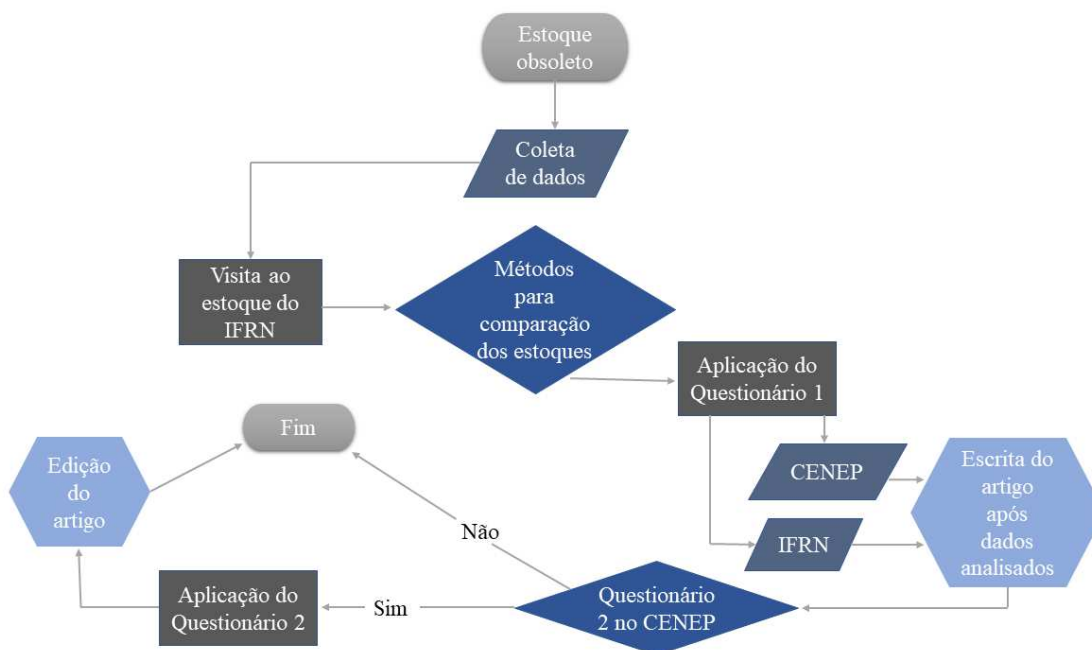 Estoque
obsoleto
Coleta
de dados
Visita ao
estoque do
IFRN
Métodos
para
comparação
dos estoques
Aplicação do
Questionário 1
CENEP
IFRN
Escrita do
artigo
após
dados
analisados
Questionário
2 no CENEP
Não
Sim
Aplicação do
Questionário 2
Edição
do
artigo
Fim